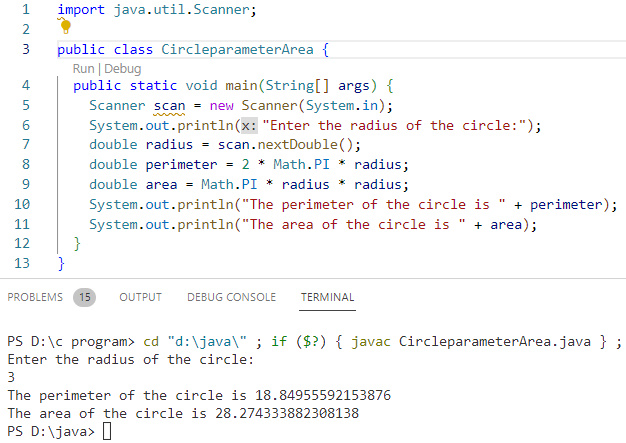 1 import java.util.Scanner;
2
3 public class CircleparameterArea {
Run | Debug
4 public static void main(String[] args) {
5 Scanner scan = new Scanner(System.in);
6 System.out.println(x: "Enter the radius of the circle:");
7 double radius = scan.nextDouble();
8 double perimeter = 2 * Math.PI * radius;
9 double area = Math.PI * radius * radius;
10 System.out.println("The perimeter of the circle is " + perimeter);
11 System.out.println("The area of the circle is " + area);
12 }
13 }
PROBLEMS 15 OUTPUT DEBUG CONSOLE TERMINAL
PS D:\c program> cd "d:\java\" ; if ($?) { javac CircleparameterArea.java } ;
Enter the radius of the circle:
3
The perimeter of the circle is 18.84955592153876
The area of the circle is 28.274333882308138
PS D:\java>